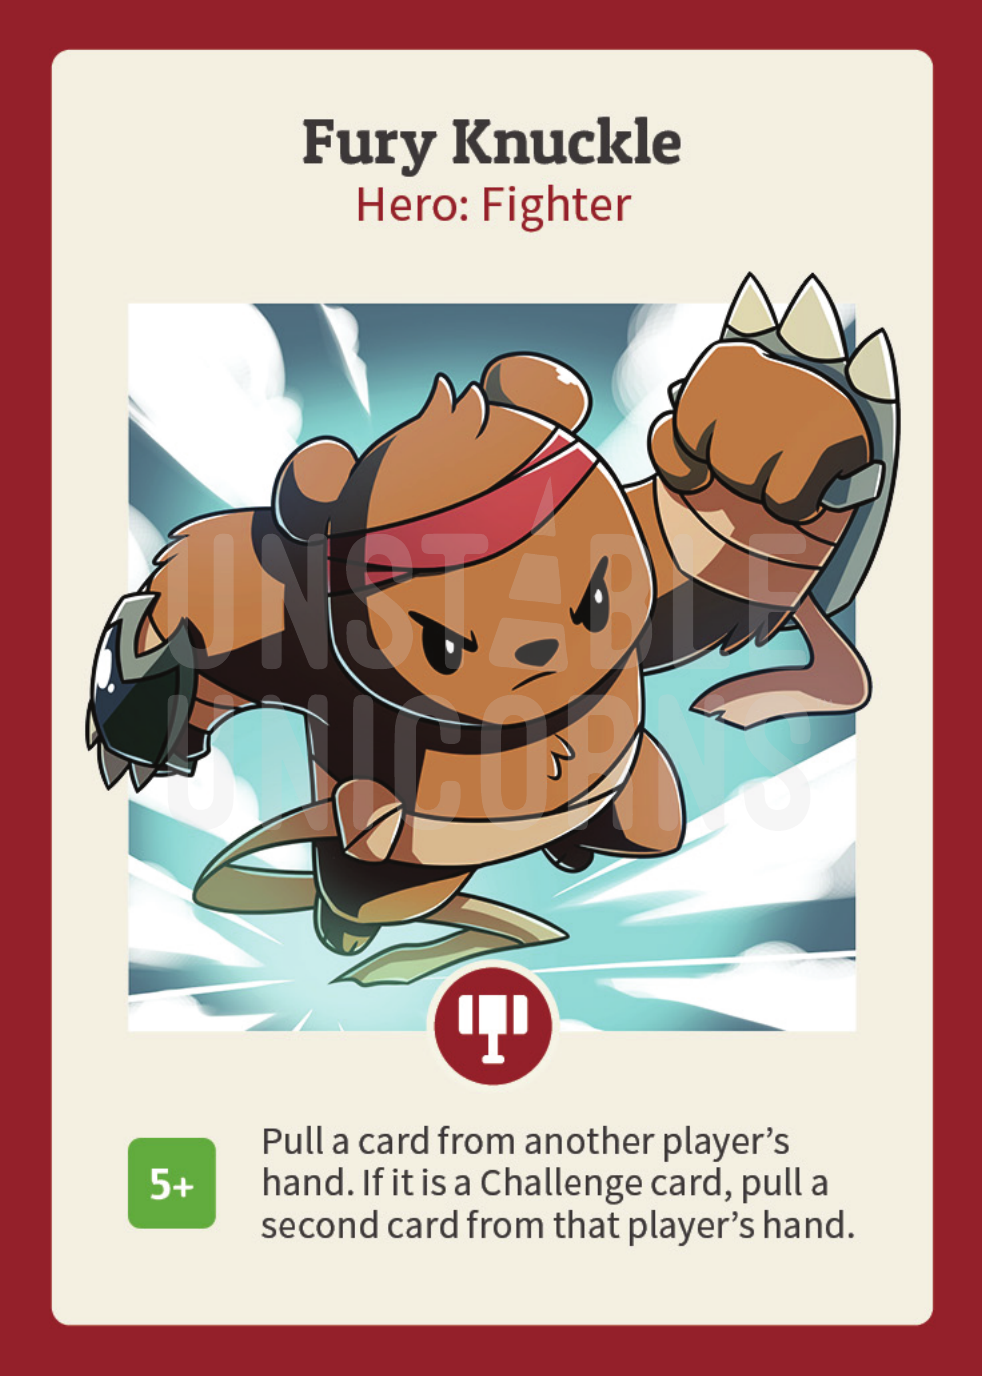 Fury Knuckle
Hero: Fighter
UNSTABLE
UNICORNS
5+
Pull a card from another player’s
hand. If it is a Challenge card, pull a
second card from that player’s hand.